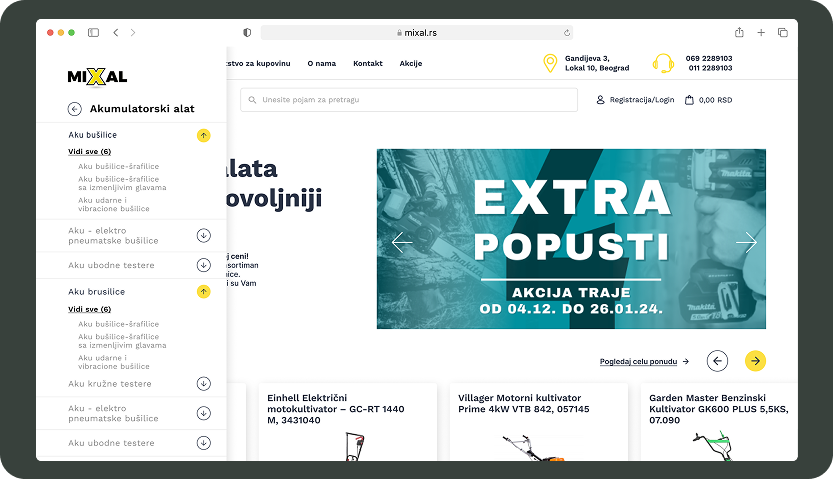 mixal.rs
MIXAL
Akumulatorski alat
Aku bušilice
Vidi sve (6)
Aku bušilice-šrafilice
Aku bušilice-šrafilice
sa izmenljivim glavama
Aku udarne i
vibracione bušilice
Aku - elektro
pneumatske bušilice
Aku ubodne testere
Aku brusilice
Vidi sve (6)
Aku bušilice-šrafilice
Aku bušilice-šrafilice
sa izmenljivim glavama
Aku udarne i
vibracione bušilice
Aku kružne testere
Aku - elektro
pneumatske bušilice
Aku ubodne testere
za kupovinu
O nama
Kontakt
Akcije
Gandijeva 3,
Lokal 10, Beograd
069 2289103
011 2289103
Unesite pojam za pretragu
Registracija/Login
0,00 RSD
alata
ovoljniji
j ceni!
sortiman
nice.
i su Vam
EXTRA
POPUSTI
AKCIJA TRAJE
OD 04.12. DO 26.01.24.
makita
makita
Pogledaj celu ponudu
Einhell Električni
motokultivator – GC-RT 1440
M, 3431040
Villager Motorni kultivator
Prime 4kW VTB 842, 057145
Garden Master Benzinski
Kultivator GK600 PLUS 5,5KS,
07.090